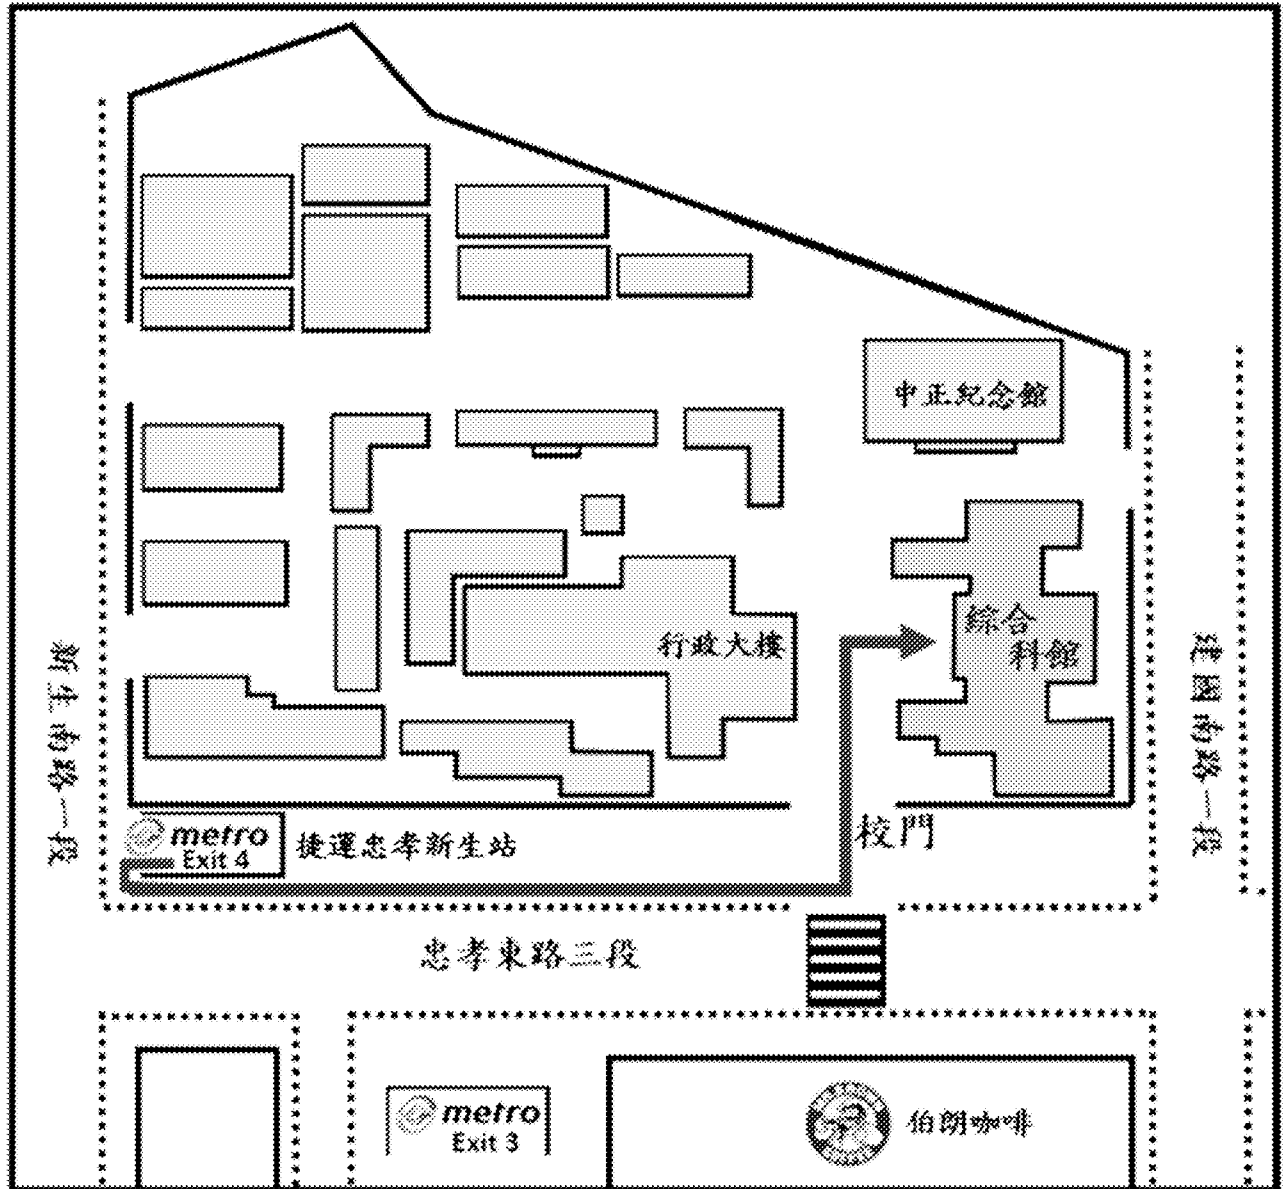 中正紀念館
綜合
科館
行政大樓
新生南路一段
建國南路一段
metro
Exit 4
捷運忠孝新生站
校門
忠孝東路三段
metro
Exit 3
伯朗咖啡